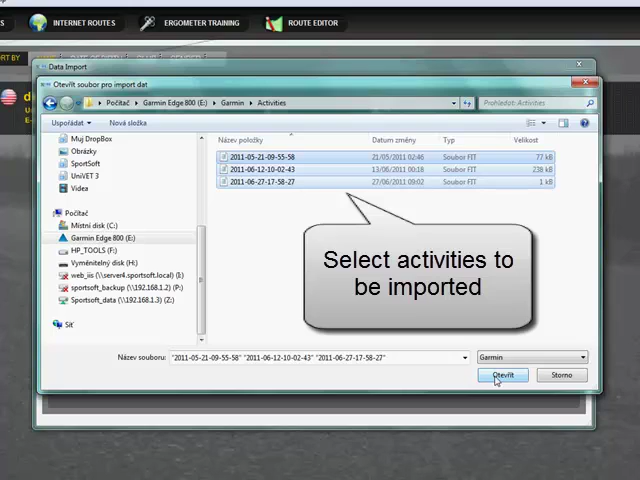 S
INTERNET ROUTES
ERGOMETER TRAINING
ROUTE EDITOR
Data Import
x
Otevřít soubor pro import dat
Počítač ▸ Garmin Edge 800 (E:) ▸ Garmin ▸ Activities
Prohledat: Activities
Uspořádat
Nová složka
Muj DropBox
Obrázky
SportSoft
UniVET 3
Videa
Počítač
Místní disk (C:)
Garmin Edge 800 (E:)
HP_TOOLS (F:)
Vyměnitelný disk (H:)
web_iis (\\server4.sportsoft.local) (I:)
sportsoft_backup (\\192.168.1.2) (P:)
Sportsoft_data (\\192.168.1.3) (Z:)
Síť
Název položky
Datum změny
Typ
Velikost
2011-05-21-09-55-58
21/05/2011 02:46
Soubor FIT
77 kB
2011-06-12-10-02-43
13/06/2011 00:18
Soubor FIT
238 kB
2011-06-27-17-58-27
27/06/2011 09:02
Soubor FIT
1 kB
Select activities to
be imported
Název souboru:
"2011-05-21-09-55-58" "2011-06-12-10-02-43" "2011-06-27-17-58-27"
Garmin
Otevřít
Storno